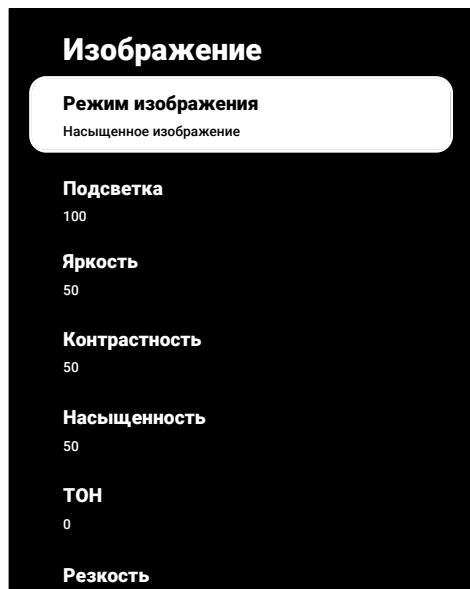 Изображение
Режим изображения
Насыщенное изображение
Подсветка
100
Яркость
50
Контрастность
50
Насыщенность
50
ТОН
0
Резкость